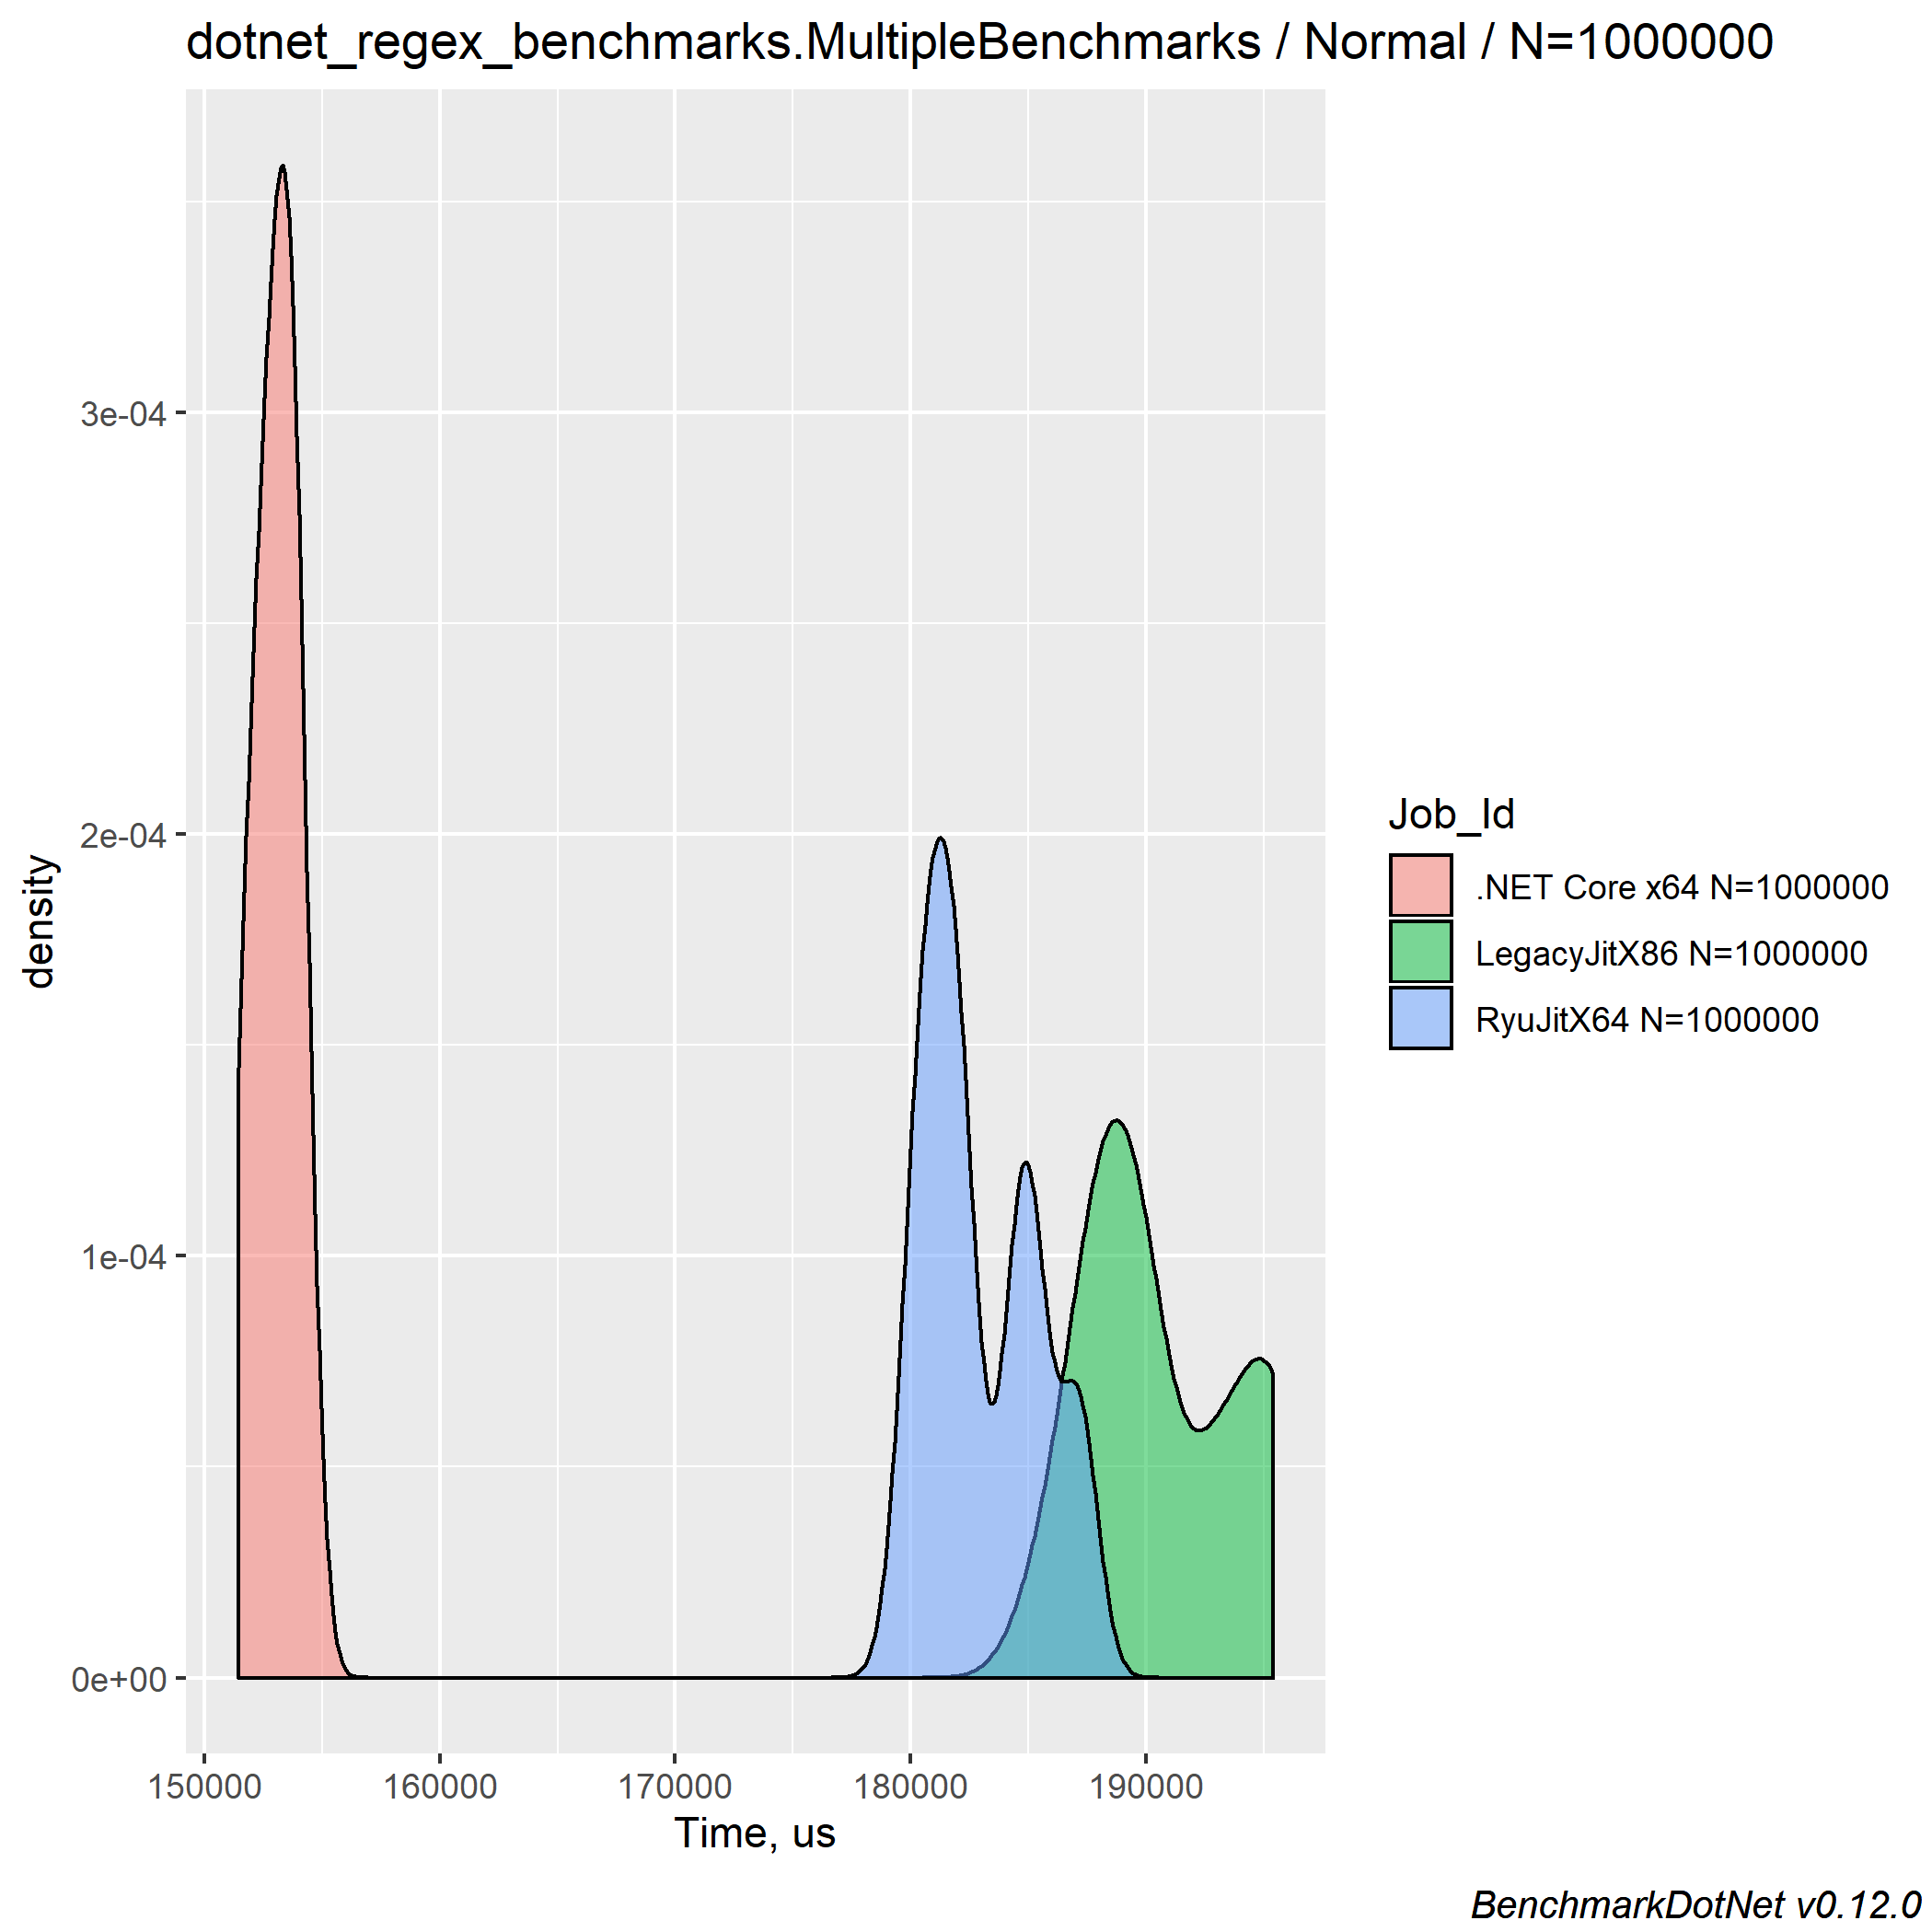 dotnet_regex_benchmarks.MultipleBenchmarks / Normal / N=1000000
3e-04
2e-04
1e-04
0e+00
density
150000 160000 170000 180000 190000
Time, us
Job_Id
.NET Core x64 N=1000000
LegacyJitX86 N=1000000
RyuJitX64 N=1000000
BenchmarkDotNet v0.12.0